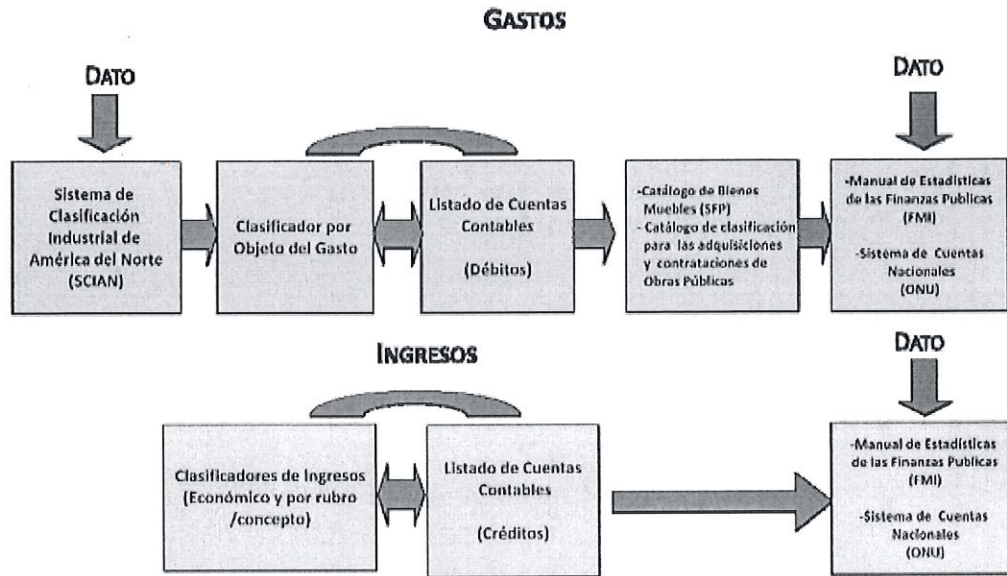 GASTOS
DATO
DATO
Sistema de
Clasificación
Industrial de
América del Norte
(SCIAN)
Clasificador por
Objeto del Gasto
Listado de Cuentas
Contables
(Débitos)
-Catálogo de Bienes
Muebles (SFP)
- Catálogo de clasificación
para las adquisiciones
y contrataciones de
Obras Públicas
-Manual de Estadísticas
de las Finanzas Publicas
(FMI)
-Sistema de Cuentas
Nacionales
(ONU)
INGRESOS
DATO
Clasificadores de Ingresos
(Económico y por rubro
/concepto)
Listado de Cuentas
Contables
(Créditos)
-Manual de Estadísticas
de las Finanzas Publicas
(FMI)
-Sistema de Cuentas
Nacionales
(ONU)